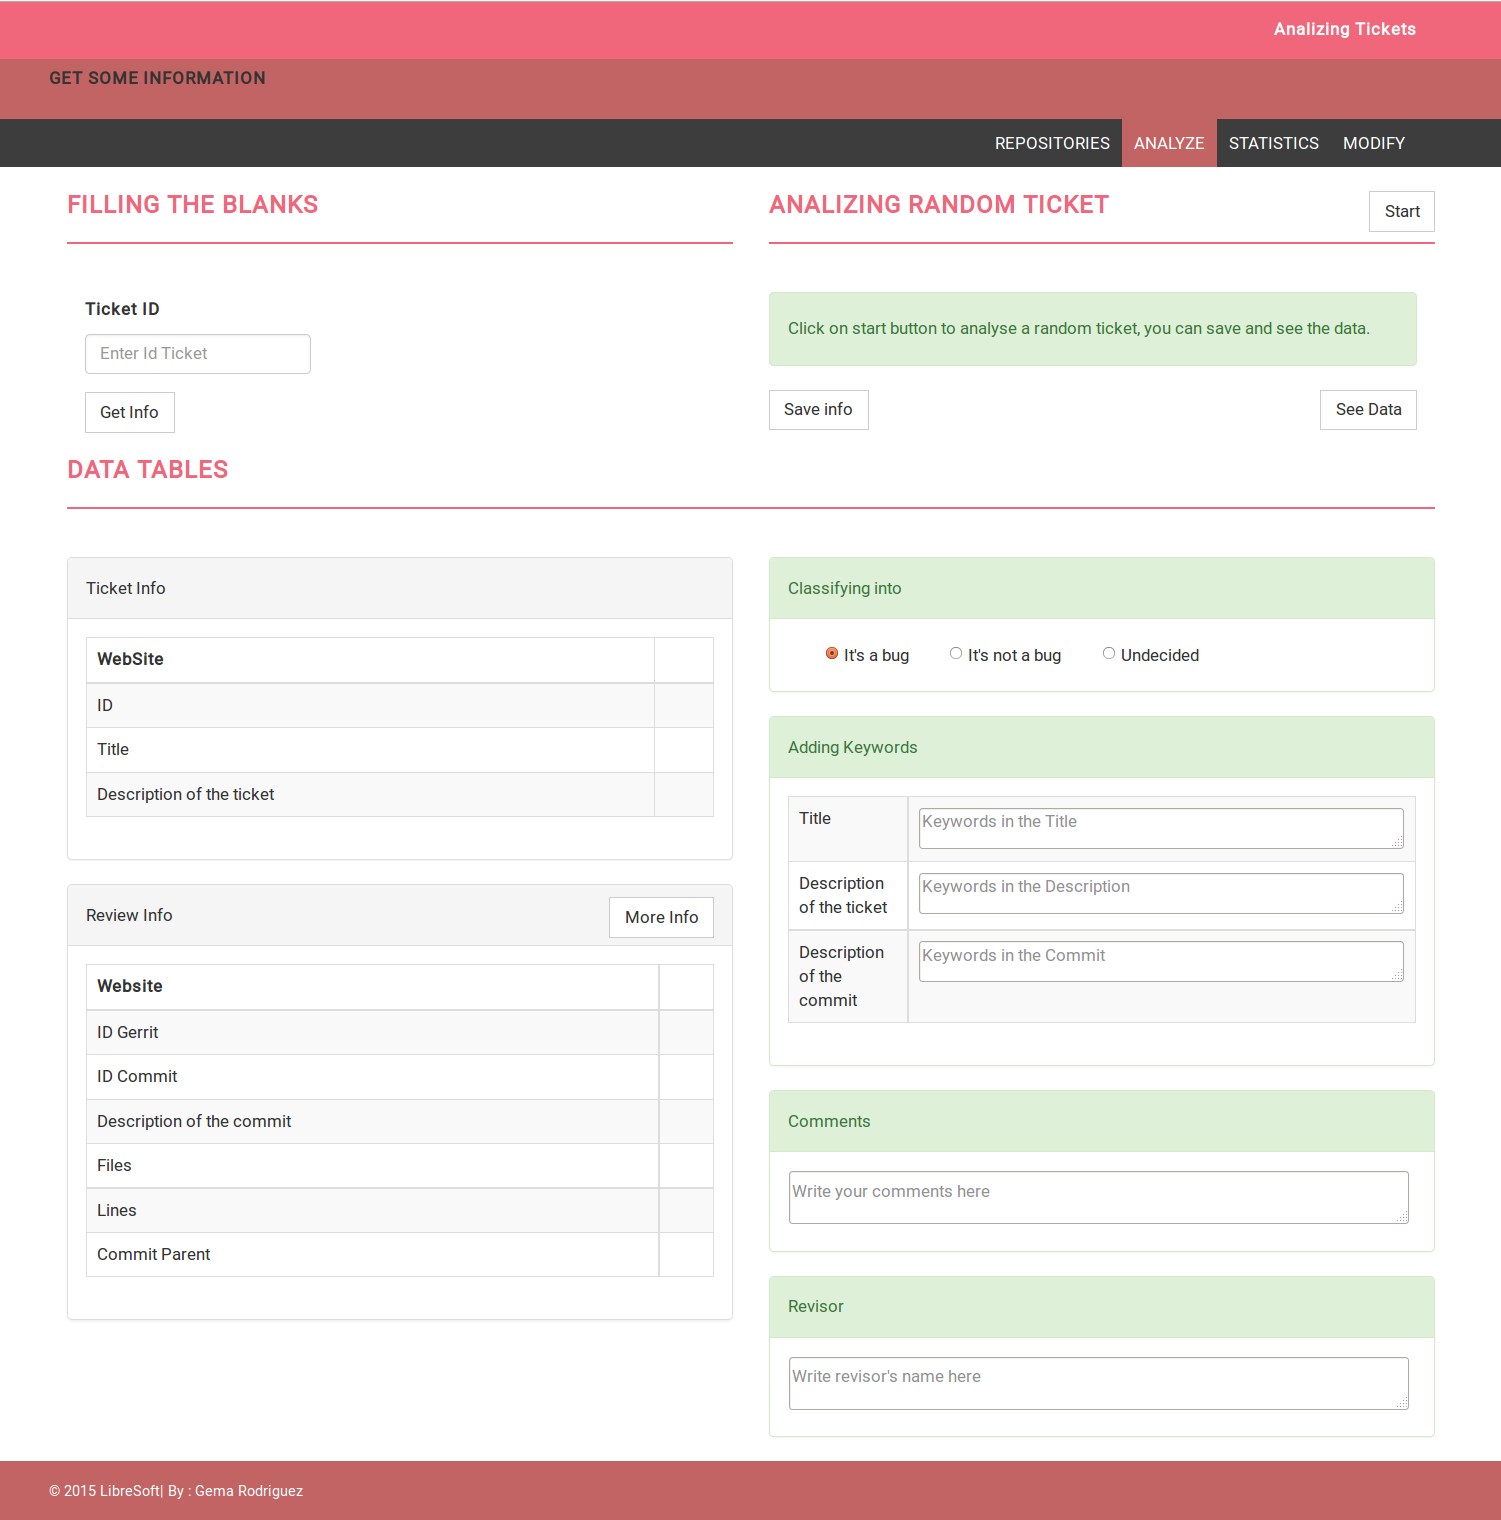 Analizing Tickets
GET SOME INFORMATION
REPOSITORIES ANALYZE STATISTICS MODIFY
FILLING THE BLANKS
Ticket ID
Enter Id Ticket
Get Info
ANALIZING RANDOM TICKET
Start
Click on start button to analyse a random ticket, you can save and see the data.
Save info
See Data
DATA TABLES
Ticket Info
WebSite
ID
Title
Description of the ticket
Review Info
More Info
Website
ID Gerrit
ID Commit
Description of the commit
Files
Lines
Commit Parent
Classifying into
It's a bug It's not a bug Undecided
Adding Keywords
Title
Keywords in the Title
Description
of the ticket
Keywords in the Description
Description
of the
commit
Keywords in the Commit
Comments
Write your comments here
Revisor
Write revisor's name here
© 2015 LibreSoft| By : Gema Rodriguez